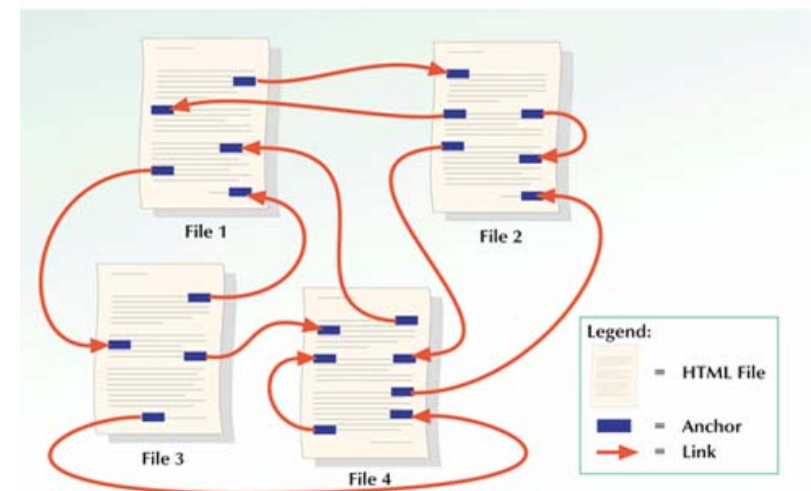 File 1
File 2
File 3
File 4
Legend:
= HTML File
= Anchor
= Link